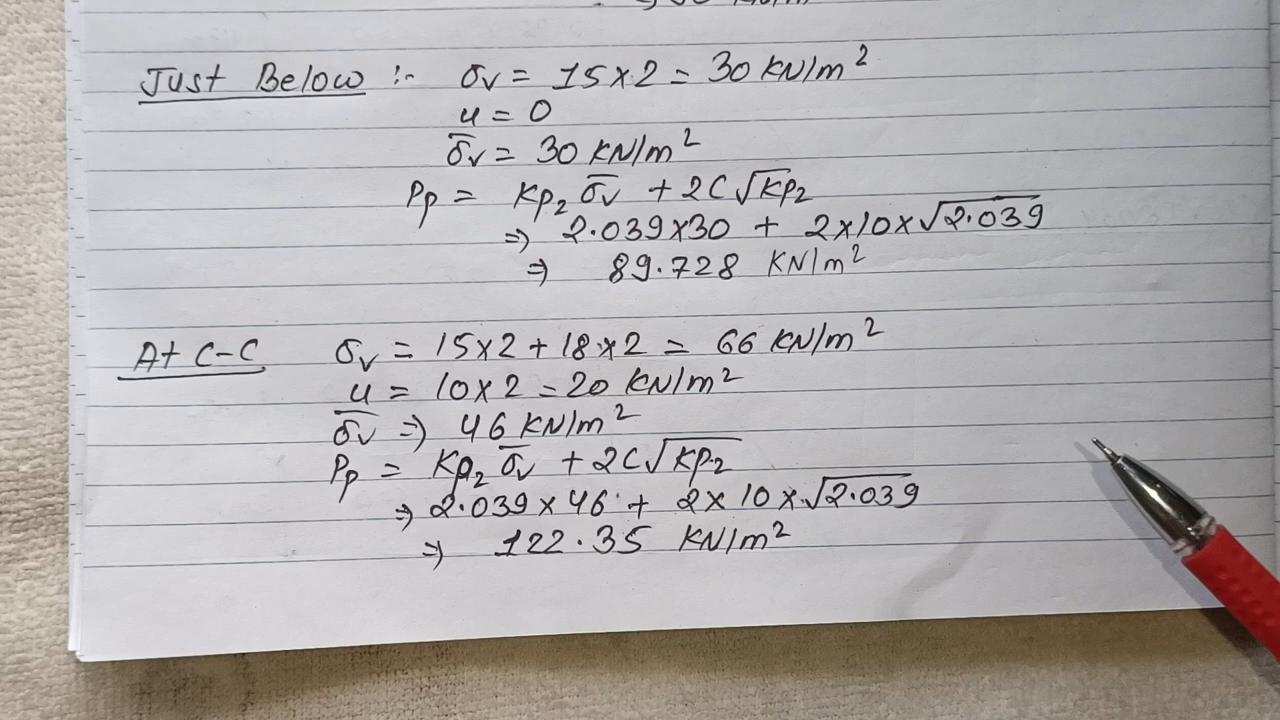 Just Below :- σv = 15×2 = 30 KN/m²
u = 0
σ̅v = 30 KN/m²
Pp = Kp₂ σ̅v + 2C√Kp₂
⇒ 2.039×30 + 2×10×√2.039
⇒ 89.728 KN/m²
At C-C σv = 15×2 + 18×2 = 66 KN/m²
u = 10×2 = 20 KN/m²
σ̅v ⇒ 46 KN/m²
Pp = Kp₂ σ̅v + 2C√Kp₂
⇒ 2.039×46 + 2×10×√2.039
⇒ 122.35 KN/m²